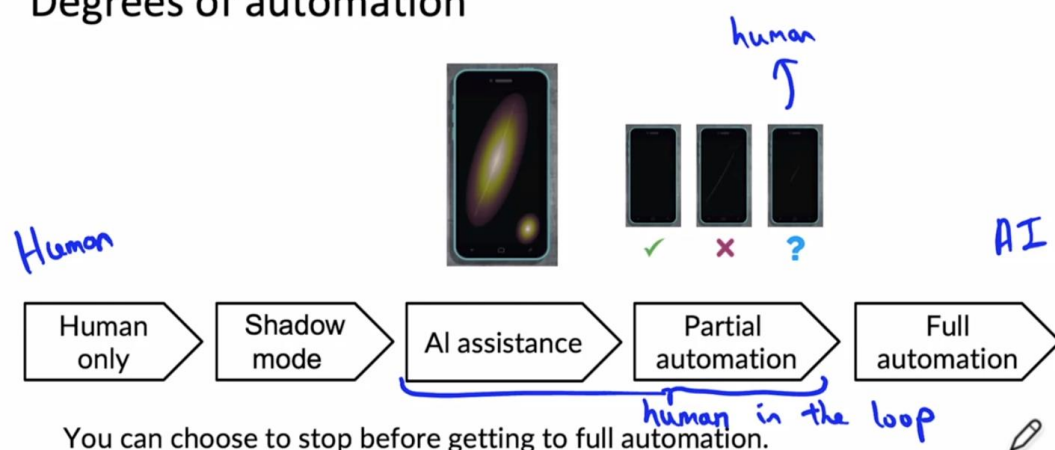 Degrees of automation
human
Human
AI
✓ ✗ ?
Human only
Shadow mode
AI assistance
Partial automation
Full automation
human in the loop
You can choose to stop before getting to full automation.